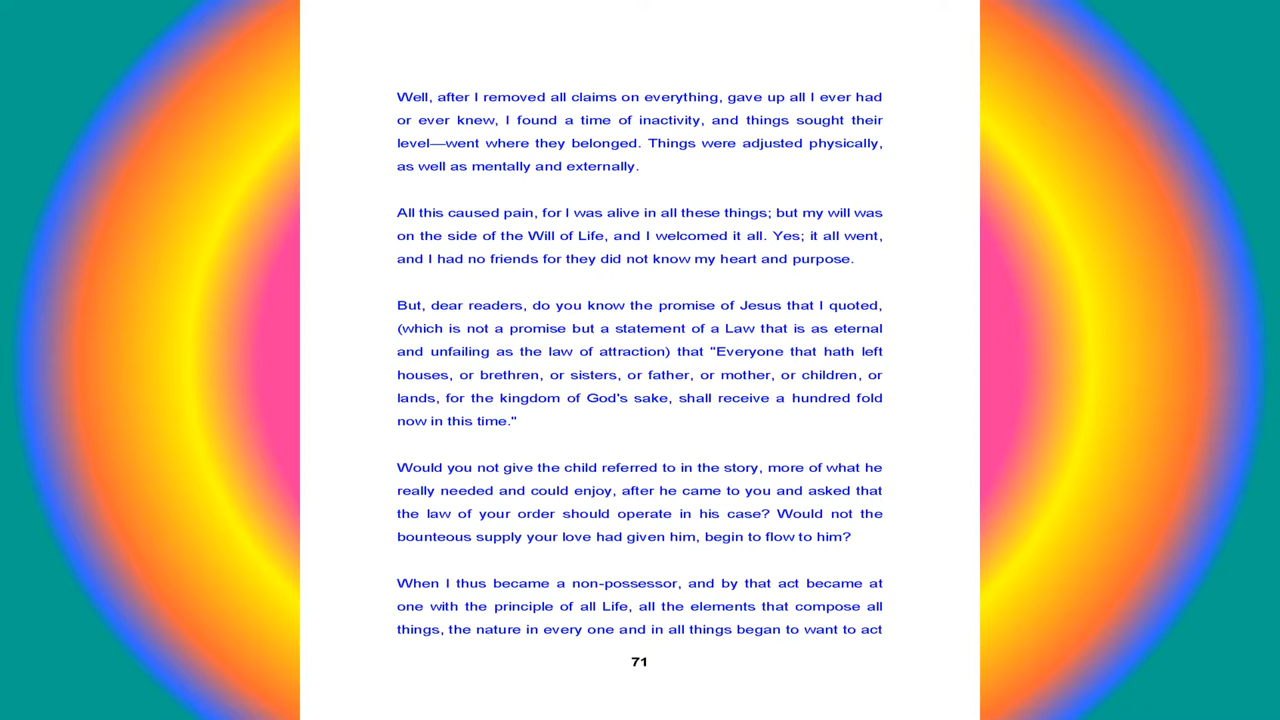 Well, after I removed all claims on everything, gave up all I ever had
or ever knew, I found a time of inactivity, and things sought their
level—went where they belonged. Things were adjusted physically,
as well as mentally and externally.
All this caused pain, for I was alive in all these things; but my will was
on the side of the Will of Life, and I welcomed it all. Yes; it all went,
and I had no friends for they did not know my heart and purpose.
But, dear readers, do you know the promise of Jesus that I quoted,
(which is not a promise but a statement of a Law that is as eternal
and unfailing as the law of attraction) that "Everyone that hath left
houses, or brethren, or sisters, or father, or mother, or children, or
lands, for the kingdom of God's sake, shall receive a hundred fold
now in this time."
Would you not give the child referred to in the story, more of what he
really needed and could enjoy, after he came to you and asked that
the law of your order should operate in his case? Would not the
bounteous supply your love had given him, begin to flow to him?
When I thus became a non-possessor, and by that act became at
one with the principle of all Life, all the elements that compose all
things, the nature in every one and in all things began to want to act
71